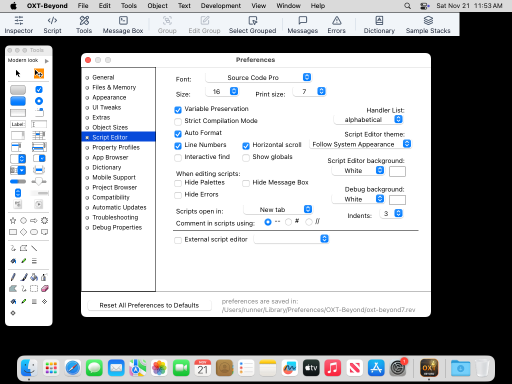 OXT-Beyond File Edit Tools Object Text Development View Window Help Sat Nov 21 11:53 AM
Inspector Script Tools Message Box Group Edit Group Select Grouped Messages Errors Dictionary Sample Stacks
Tools
Modern look
Label
Preferences
General
Files & Memory
Appearance
UI Tweaks
Extras
Object Sizes
Script Editor
Property Profiles
App Browser
Dictionary
Mobile Support
Project Browser
Compatibility
Automatic Updates
Troubleshooting
Debug Properties
Font: Source Code Pro
Size: 16 Print size: 7
Variable Preservation
Strict Compilation Mode
Auto Format
Line Numbers Horizontal scroll
Interactive find Show globals
Handler List:
alphabetical
Script Editor theme:
Follow System Appearance
Script Editor background:
White
Debug background:
White
Indents: 3
When editing scripts:
Hide Palettes Hide Message Box
Hide Errors
Scripts open in: New tab
Comment in scripts using: -- # //
External script editor
Reset All Preferences to Defaults
preferences are saved in:
/Users/runner/Library/Preferences/OXT-Beyond/oxt-beyond7.rev
NOV
21
tv